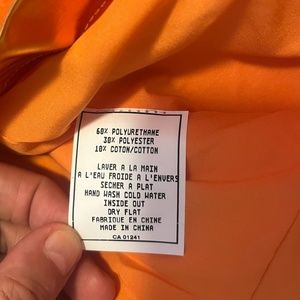 60% POLYURETHANE
30% POLYESTER
10% COTON/COTTON
LAVER A LA MAIN
A L'EAU FROIDE A L'ENVERS
SECHER A PLAT
HAND WASH COLD WATER
INSIDE OUT
DRY FLAT
FABRIQUE EN CHINE
MADE IN CHINA
CA 01241